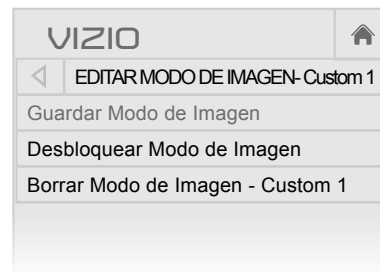 VIZIO
EDITAR MODO DE IMAGEN- Custom 1
Guardar Modo de Imagen
Desbloquear Modo de Imagen
Borrar Modo de Imagen - Custom 1